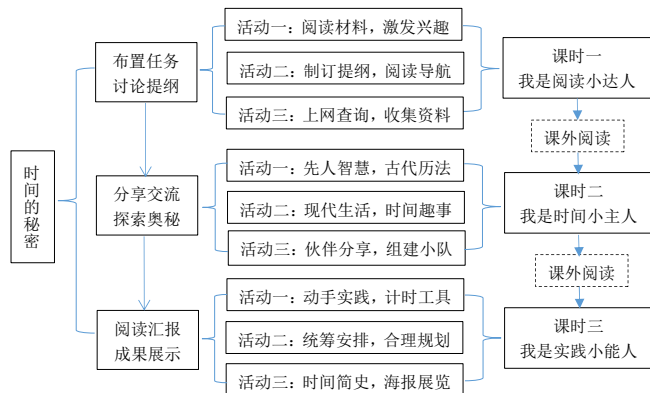 时间的秘密
布置任务
讨论提纲
活动一：阅读材料，激发兴趣
活动二：制订提纲，阅读导航
活动三：上网查询，收集资料
课时一
我是阅读小达人
课外阅读
分享交流
探索奥秘
活动一：先人智慧，古代历法
活动二：现代生活，时间趣事
活动三：伙伴分享，组建小队
课时二
我是时间小主人
课外阅读
阅读汇报
成果展示
活动一：动手实践，计时工具
活动二：统筹安排，合理规划
活动三：时间简史，海报展览
课时三
我是实践小能人